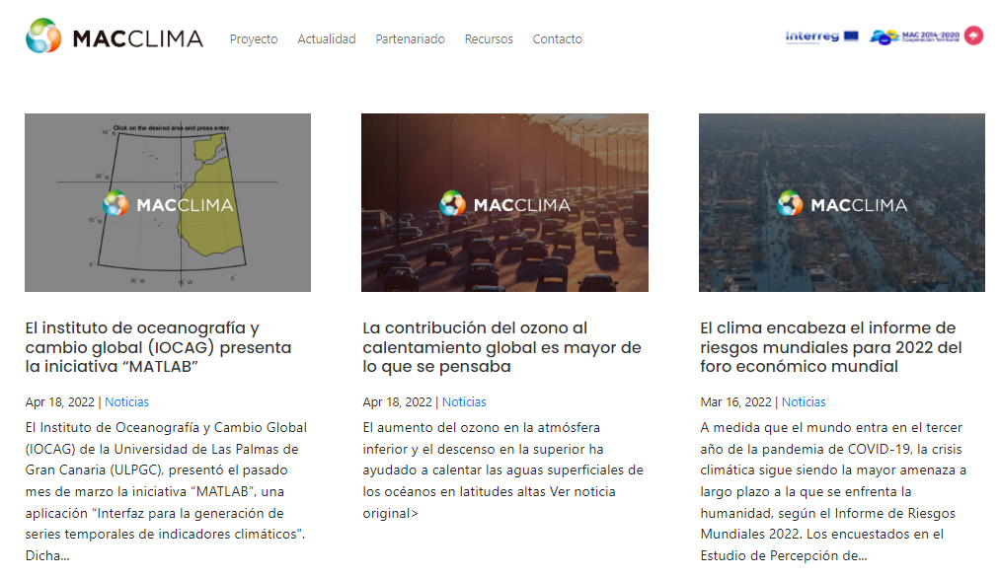 MACCLIMA
Proyecto Actualidad Partenariado Recursos Contacto
Interreg
MAC 2014-2020
Cooperación Territorial
Click on the desired area and press enter.
MACCLIMA
MACCLIMA
MACCLIMA
El instituto de oceanografía y
cambio global (IOCAG) presenta
la iniciativa “MATLAB”
Apr 18, 2022 | Noticias
El Instituto de Oceanografía y Cambio Global
(IOCAG) de la Universidad de Las Palmas de
Gran Canaria (ULPGC), presentó el pasado
mes de marzo la iniciativa “MATLAB”, una
aplicación “Interfaz para la generación de
series temporales de indicadores climáticos".
Dicha...
La contribución del ozono al
calentamiento global es mayor de
lo que se pensaba
Apr 18, 2022 | Noticias
El aumento del ozono en la atmósfera
inferior y el descenso en la superior ha
ayudado a calentar las aguas superficiales de
los océanos en latitudes altas Ver noticia
original>
El clima encabeza el informe de
riesgos mundiales para 2022 del
foro económico mundial
Mar 16, 2022 | Noticias
A medida que el mundo entra en el tercer
año de la pandemia de COVID-19, la crisis
climática sigue siendo la mayor amenaza a
largo plazo a la que se enfrenta la
humanidad, según el Informe de Riesgos
Mundiales 2022. Los encuestados en el
Estudio de Percepción de...